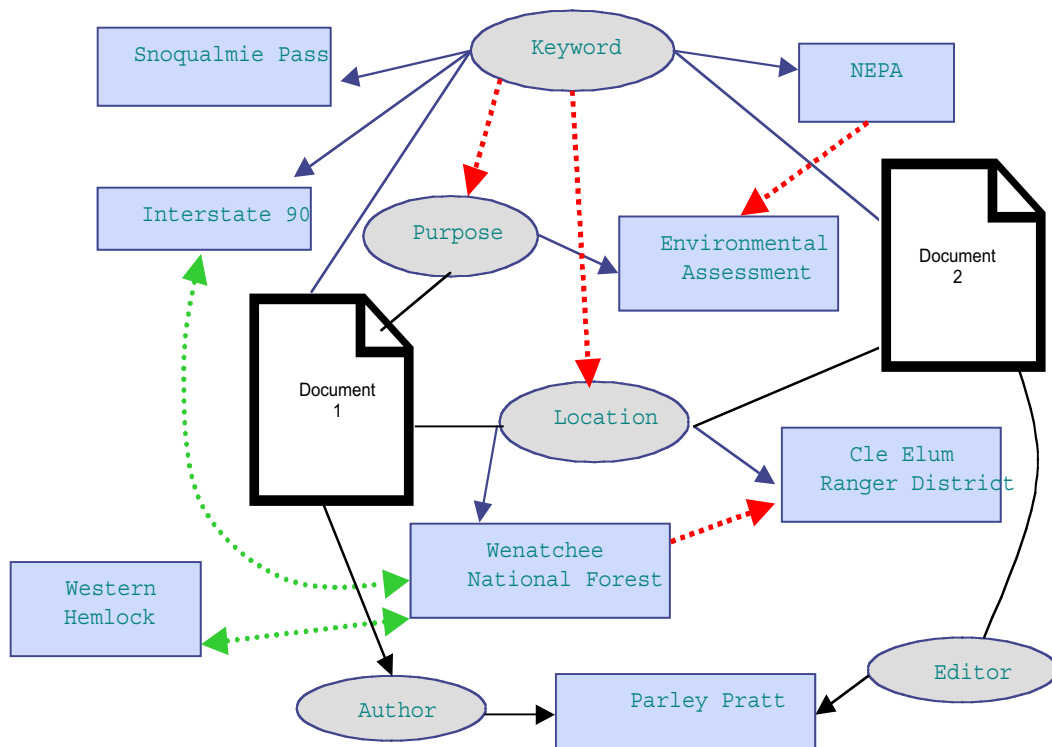 Keyword
Snoqualmie Pass
NEPA
Interstate 90
Purpose
Environmental
Assessment
Document
2
Document
1
Location
Cle Elum
Ranger District
Wenatchee
National Forest
Western
Hemlock
Editor
Author
Parley Pratt